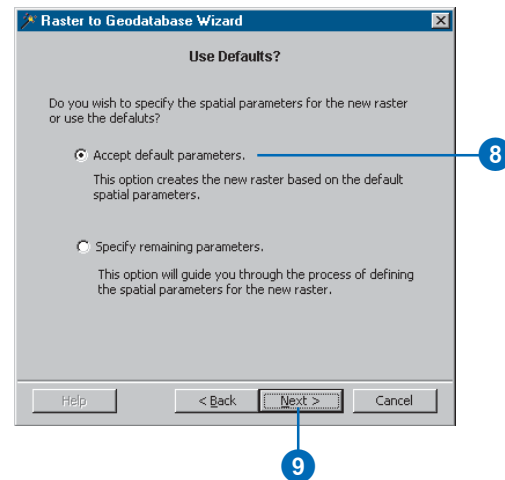 Raster to Geodatabase Wizard
Use Defaults?
Do you wish to specify the spatial parameters for the new raster
or use the defaluts?
Accept default parameters.
8
This option creates the new raster based on the default
spatial parameters.
Specify remaining parameters.
This option will guide you through the process of defining
the spatial parameters for the new raster.
Help
< Back
Next >
Cancel
9